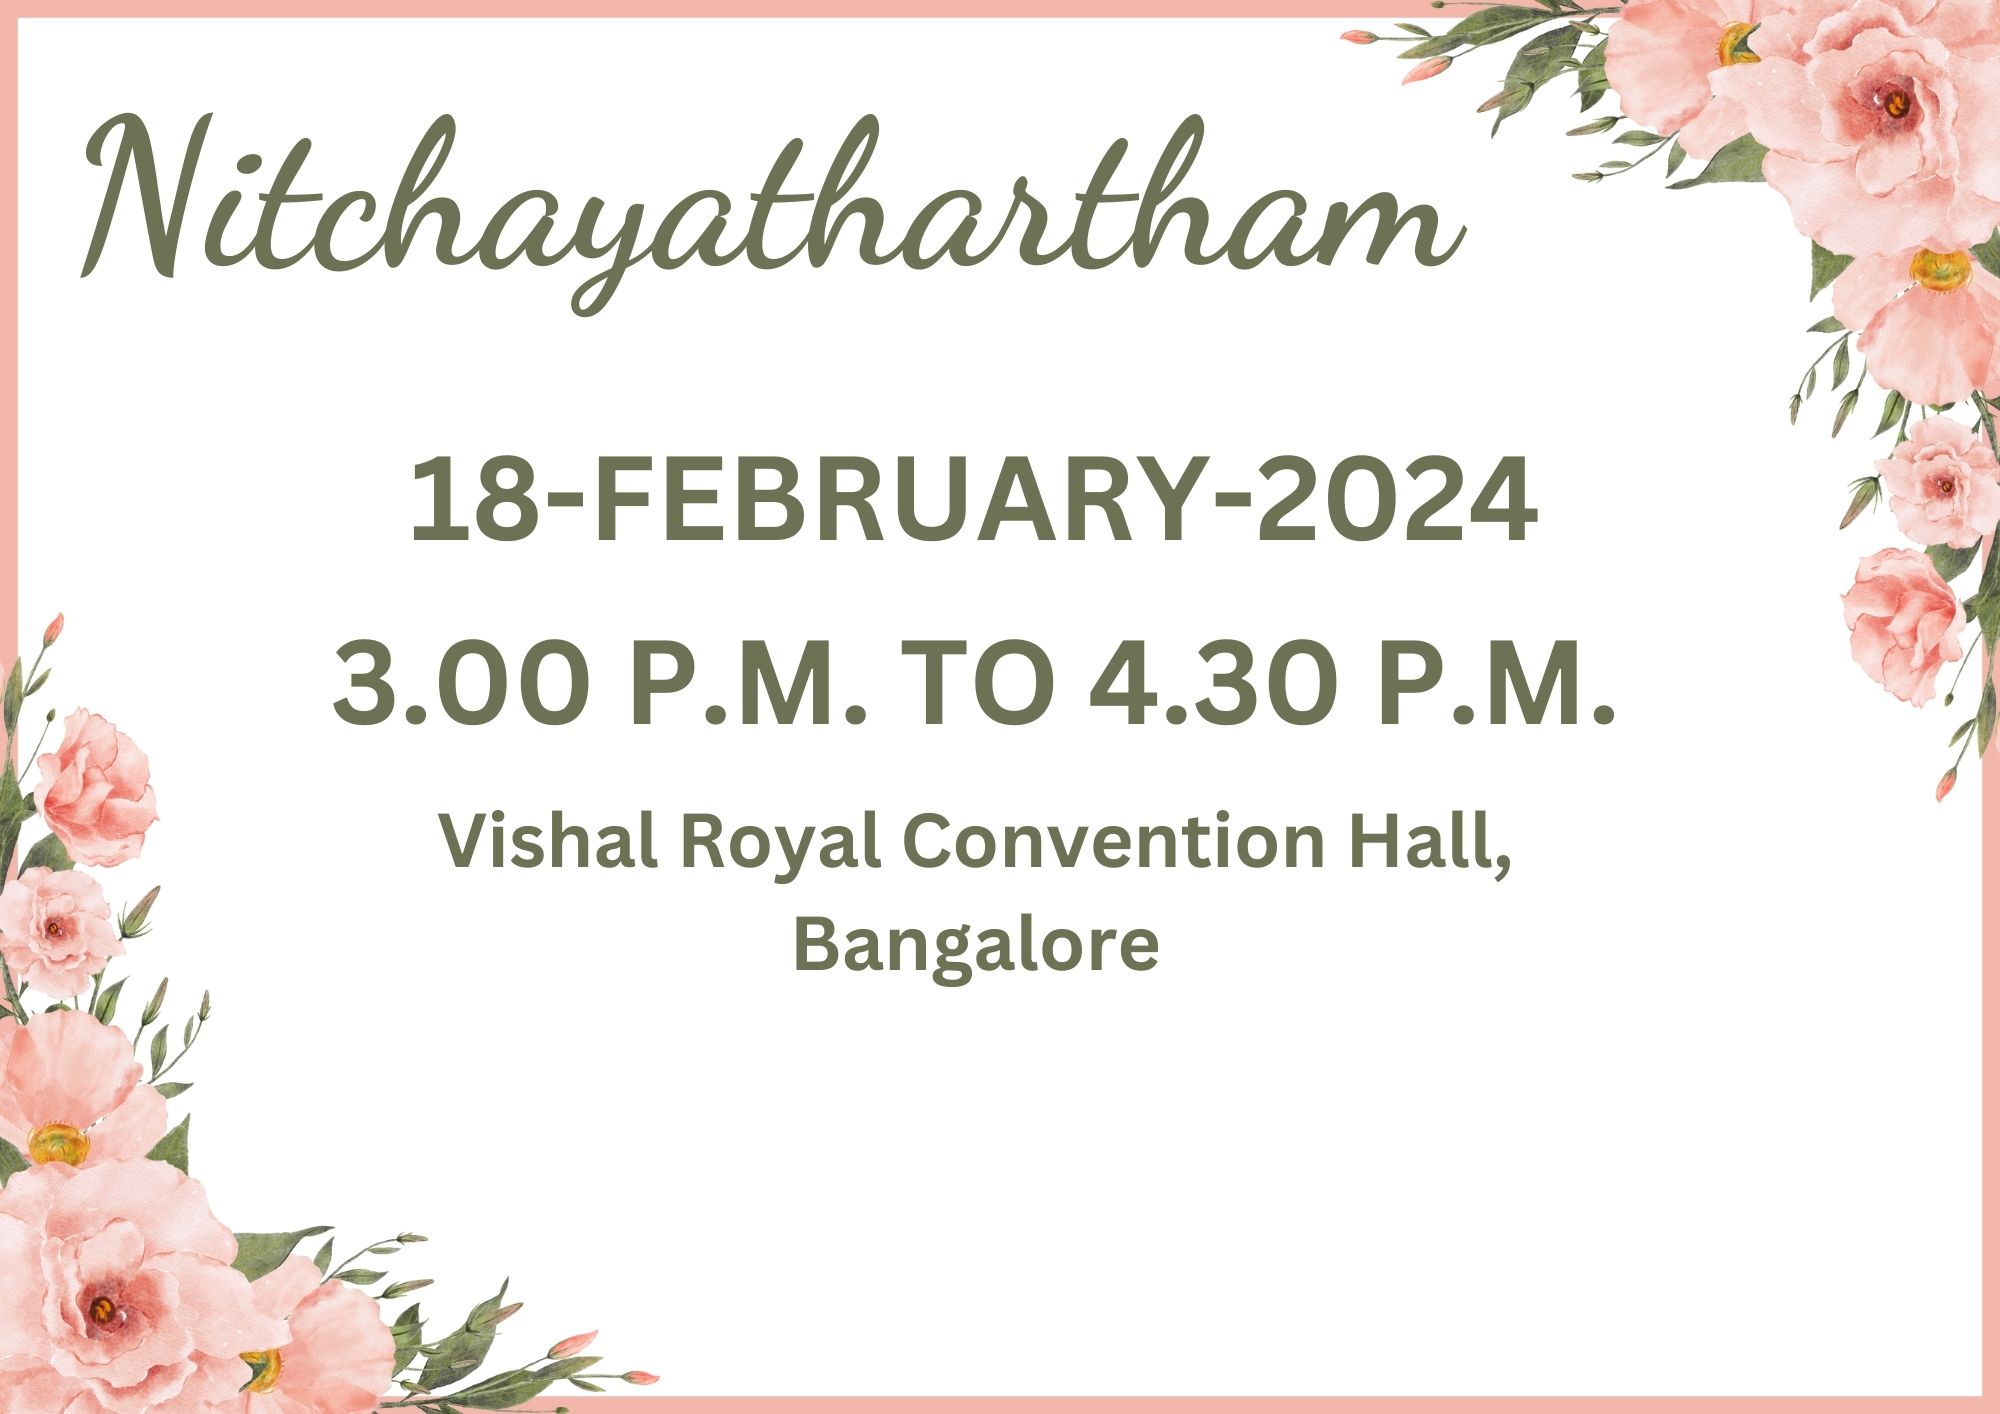 Nitchayathartham
18-FEBRUARY-2024
3.00 P.M. TO 4.30 P.M.
Vishal Royal Convention Hall,
Bangalore